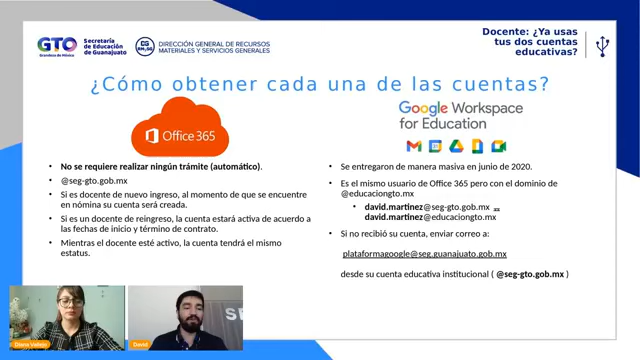 GTO
Grandeza de México
Secretaría
de Educación
de Guanajuato
DIRECCIÓN GENERAL DE RECURSOS
MATERIALES Y SERVICIOS GENERALES
Docente: ¿Ya usas
tus dos cuentas
educativas?
¿Cómo obtener cada una de las cuentas?
Office 365
Google Workspace
for Education
• No se requiere realizar ningún trámite (automático).
• @seg-gto.gob.mx
• Si es docente de nuevo ingreso, al momento de que se encuentre
en nómina su cuenta será creada.
• Si es un docente de reingreso, la cuenta estará activa de acuerdo a
las fechas de inicio y término de contrato.
• Mientras el docente esté activo, la cuenta tendrá el mismo
estatus.
• Se entregaron de manera masiva en junio de 2020.
• Es el mismo usuario de Office 365 pero con el dominio de
@educaciongto.mx
• david.martinez@seg-gto.gob.mx
david.martinez@educaciongto.mx
• Si no recibió su cuenta, enviar correo a:
plataformagoogle@seg.guanajuato.gob.mx
desde su cuenta educativa institucional ( @seg-gto.gob.mx )
Diana Vallejo
David